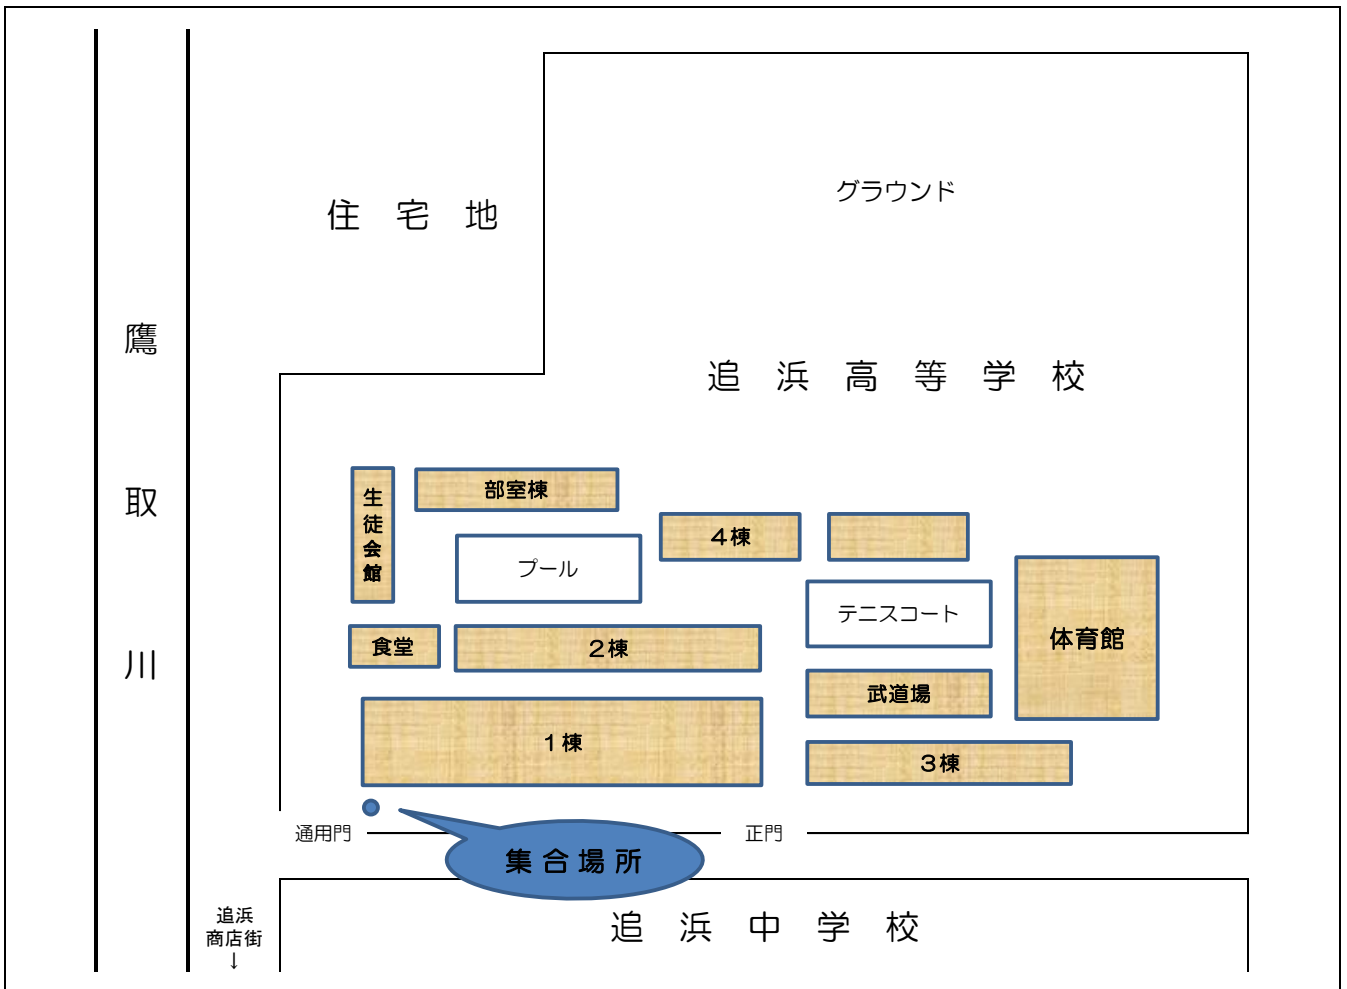 グラウンド
住宅地
鷹取川
追浜高等学校
生徒会館
部室棟
4棟
プール
テニスコート
体育館
食堂
2棟
武道場
1棟
3棟
通用門
正門
集合場所
追浜
商店街
↓
追浜中学校